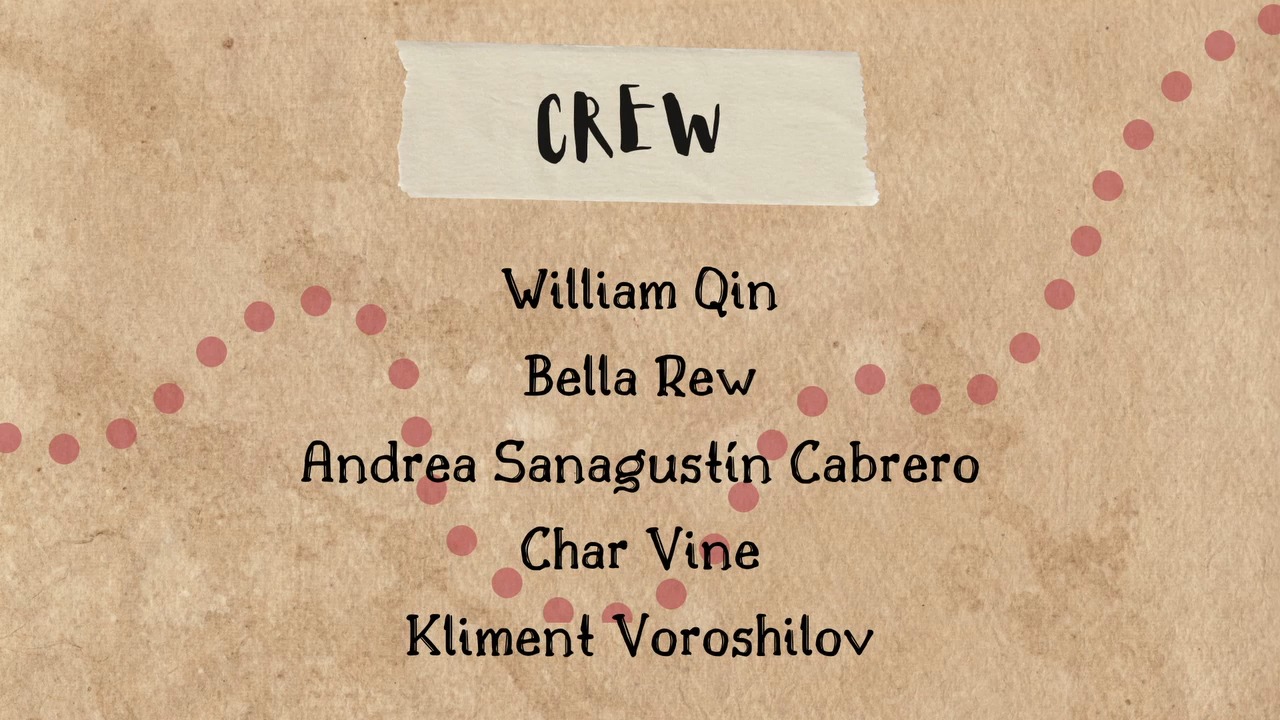 CREW
William Qin
Bella Rew
Andrea Sanagustín Cabrero
Char Vine
Kliment Voroshilov